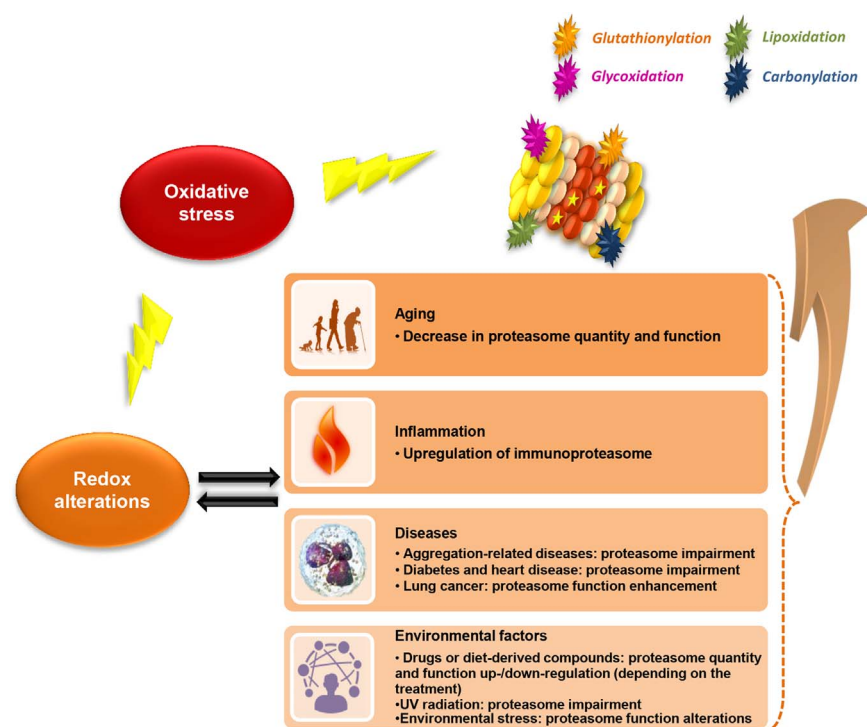 Glutathionylation
Lipoxidation
Glycoxidation
Carbonylation
Oxidative
stress
Aging
• Decrease in proteasome quantity and function
Inflammation
• Upregulation of immunoproteasome
Redox
alterations
Diseases
• Aggregation-related diseases: proteasome impairment
• Diabetes and heart disease: proteasome impairment
• Lung cancer: proteasome function enhancement
Environmental factors
• Drugs or diet-derived compounds: proteasome quantity
and function up-/down-regulation (depending on the
treatment)
•UV radiation: proteasome impairment
•Environmental stress: proteasome function alterations